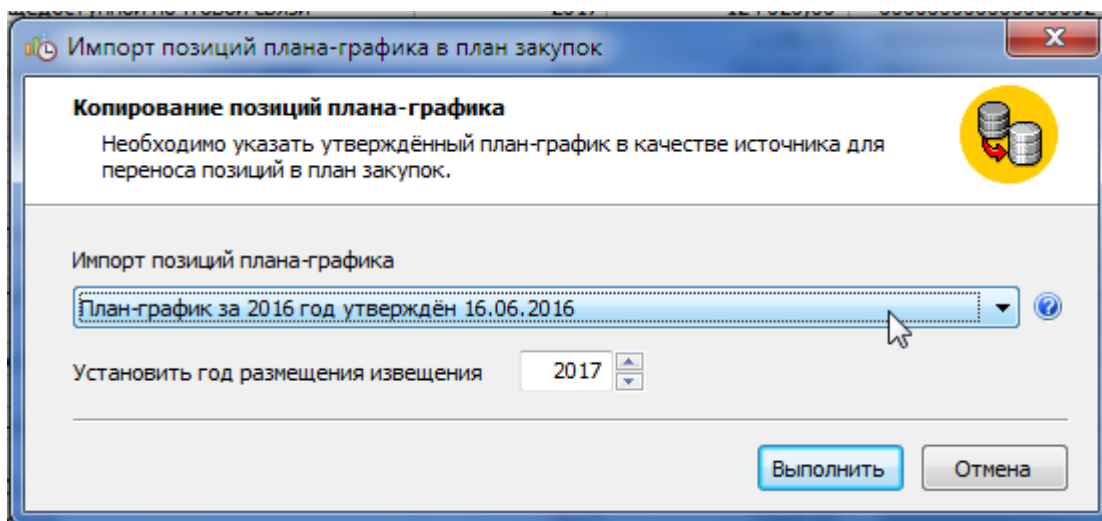 2017
Импорт позиций плана-графика в план закупок
Копирование позиций плана-графика
Необходимо указать утверждённый план-график в качестве источника для
переноса позиций в план закупок.
Импорт позиций плана-графика
План-график за 2016 год утверждён 16.06.2016
Установить год размещения извещения 2017
Выполнить Отмена